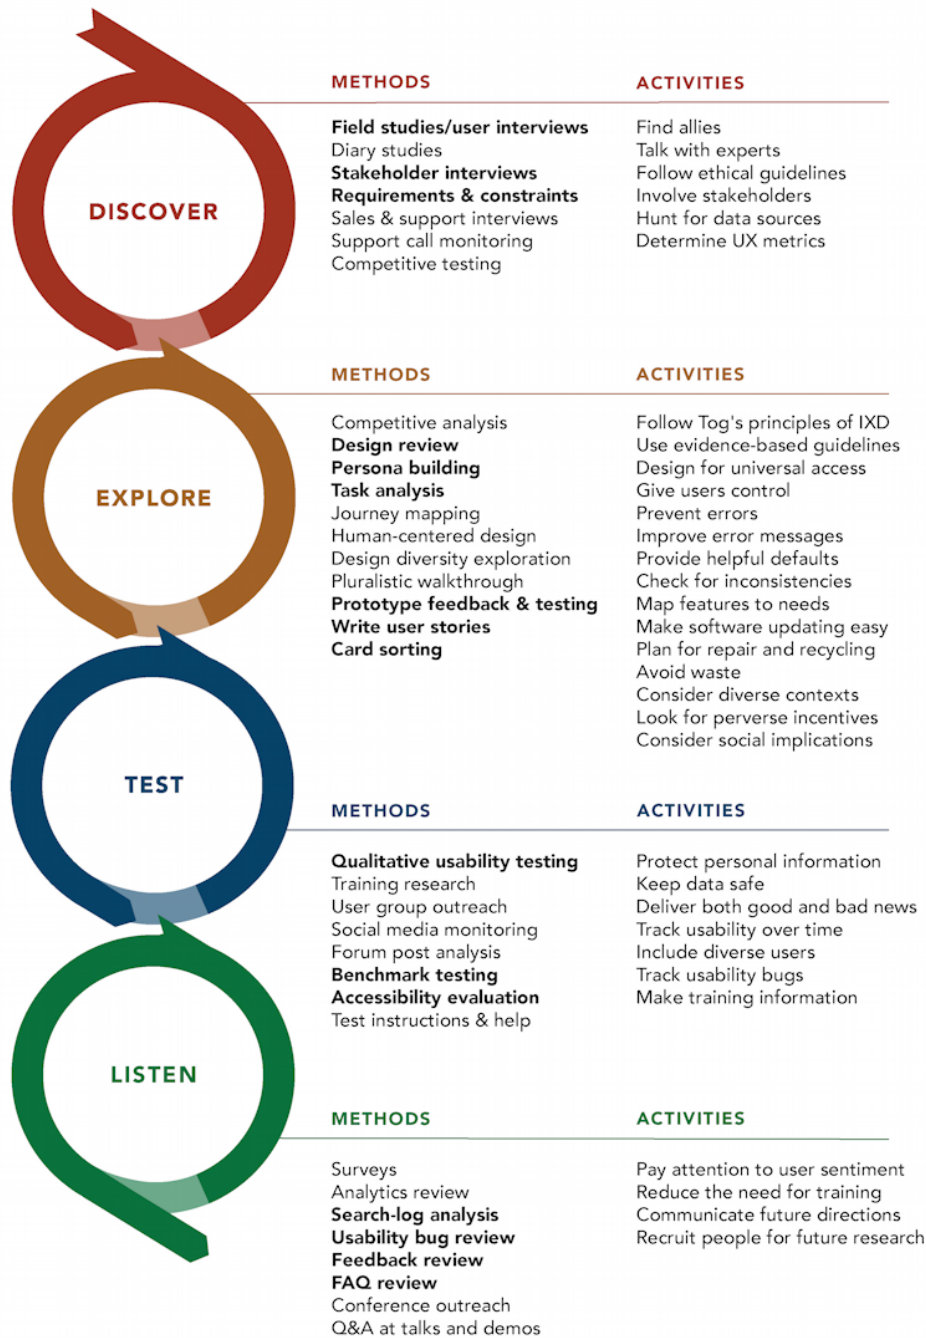 DISCOVER
METHODS
Field studies/user interviews
Diary studies
Stakeholder interviews
Requirements & constraints
Sales & support interviews
Support call monitoring
Competitive testing
ACTIVITIES
Find allies
Talk with experts
Follow ethical guidelines
Involve stakeholders
Hunt for data sources
Determine UX metrics
EXPLORE
METHODS
Competitive analysis
Design review
Persona building
Task analysis
Journey mapping
Human-centered design
Design diversity exploration
Pluralistic walkthrough
Prototype feedback & testing
Write user stories
Card sorting
ACTIVITIES
Follow Tog's principles of IXD
Use evidence-based guidelines
Design for universal access
Give users control
Prevent errors
Improve error messages
Provide helpful defaults
Check for inconsistencies
Map features to needs
Make software updating easy
Plan for repair and recycling
Avoid waste
Consider diverse contexts
Look for perverse incentives
Consider social implications
TEST
METHODS
Qualitative usability testing
Training research
User group outreach
Social media monitoring
Forum post analysis
Benchmark testing
Accessibility evaluation
Test instructions & help
ACTIVITIES
Protect personal information
Keep data safe
Deliver both good and bad news
Track usability over time
Include diverse users
Track usability bugs
Make training information
LISTEN
METHODS
Surveys
Analytics review
Search-log analysis
Usability bug review
Feedback review
FAQ review
Conference outreach
Q&A at talks and demos
ACTIVITIES
Pay attention to user sentiment
Reduce the need for training
Communicate future directions
Recruit people for future research